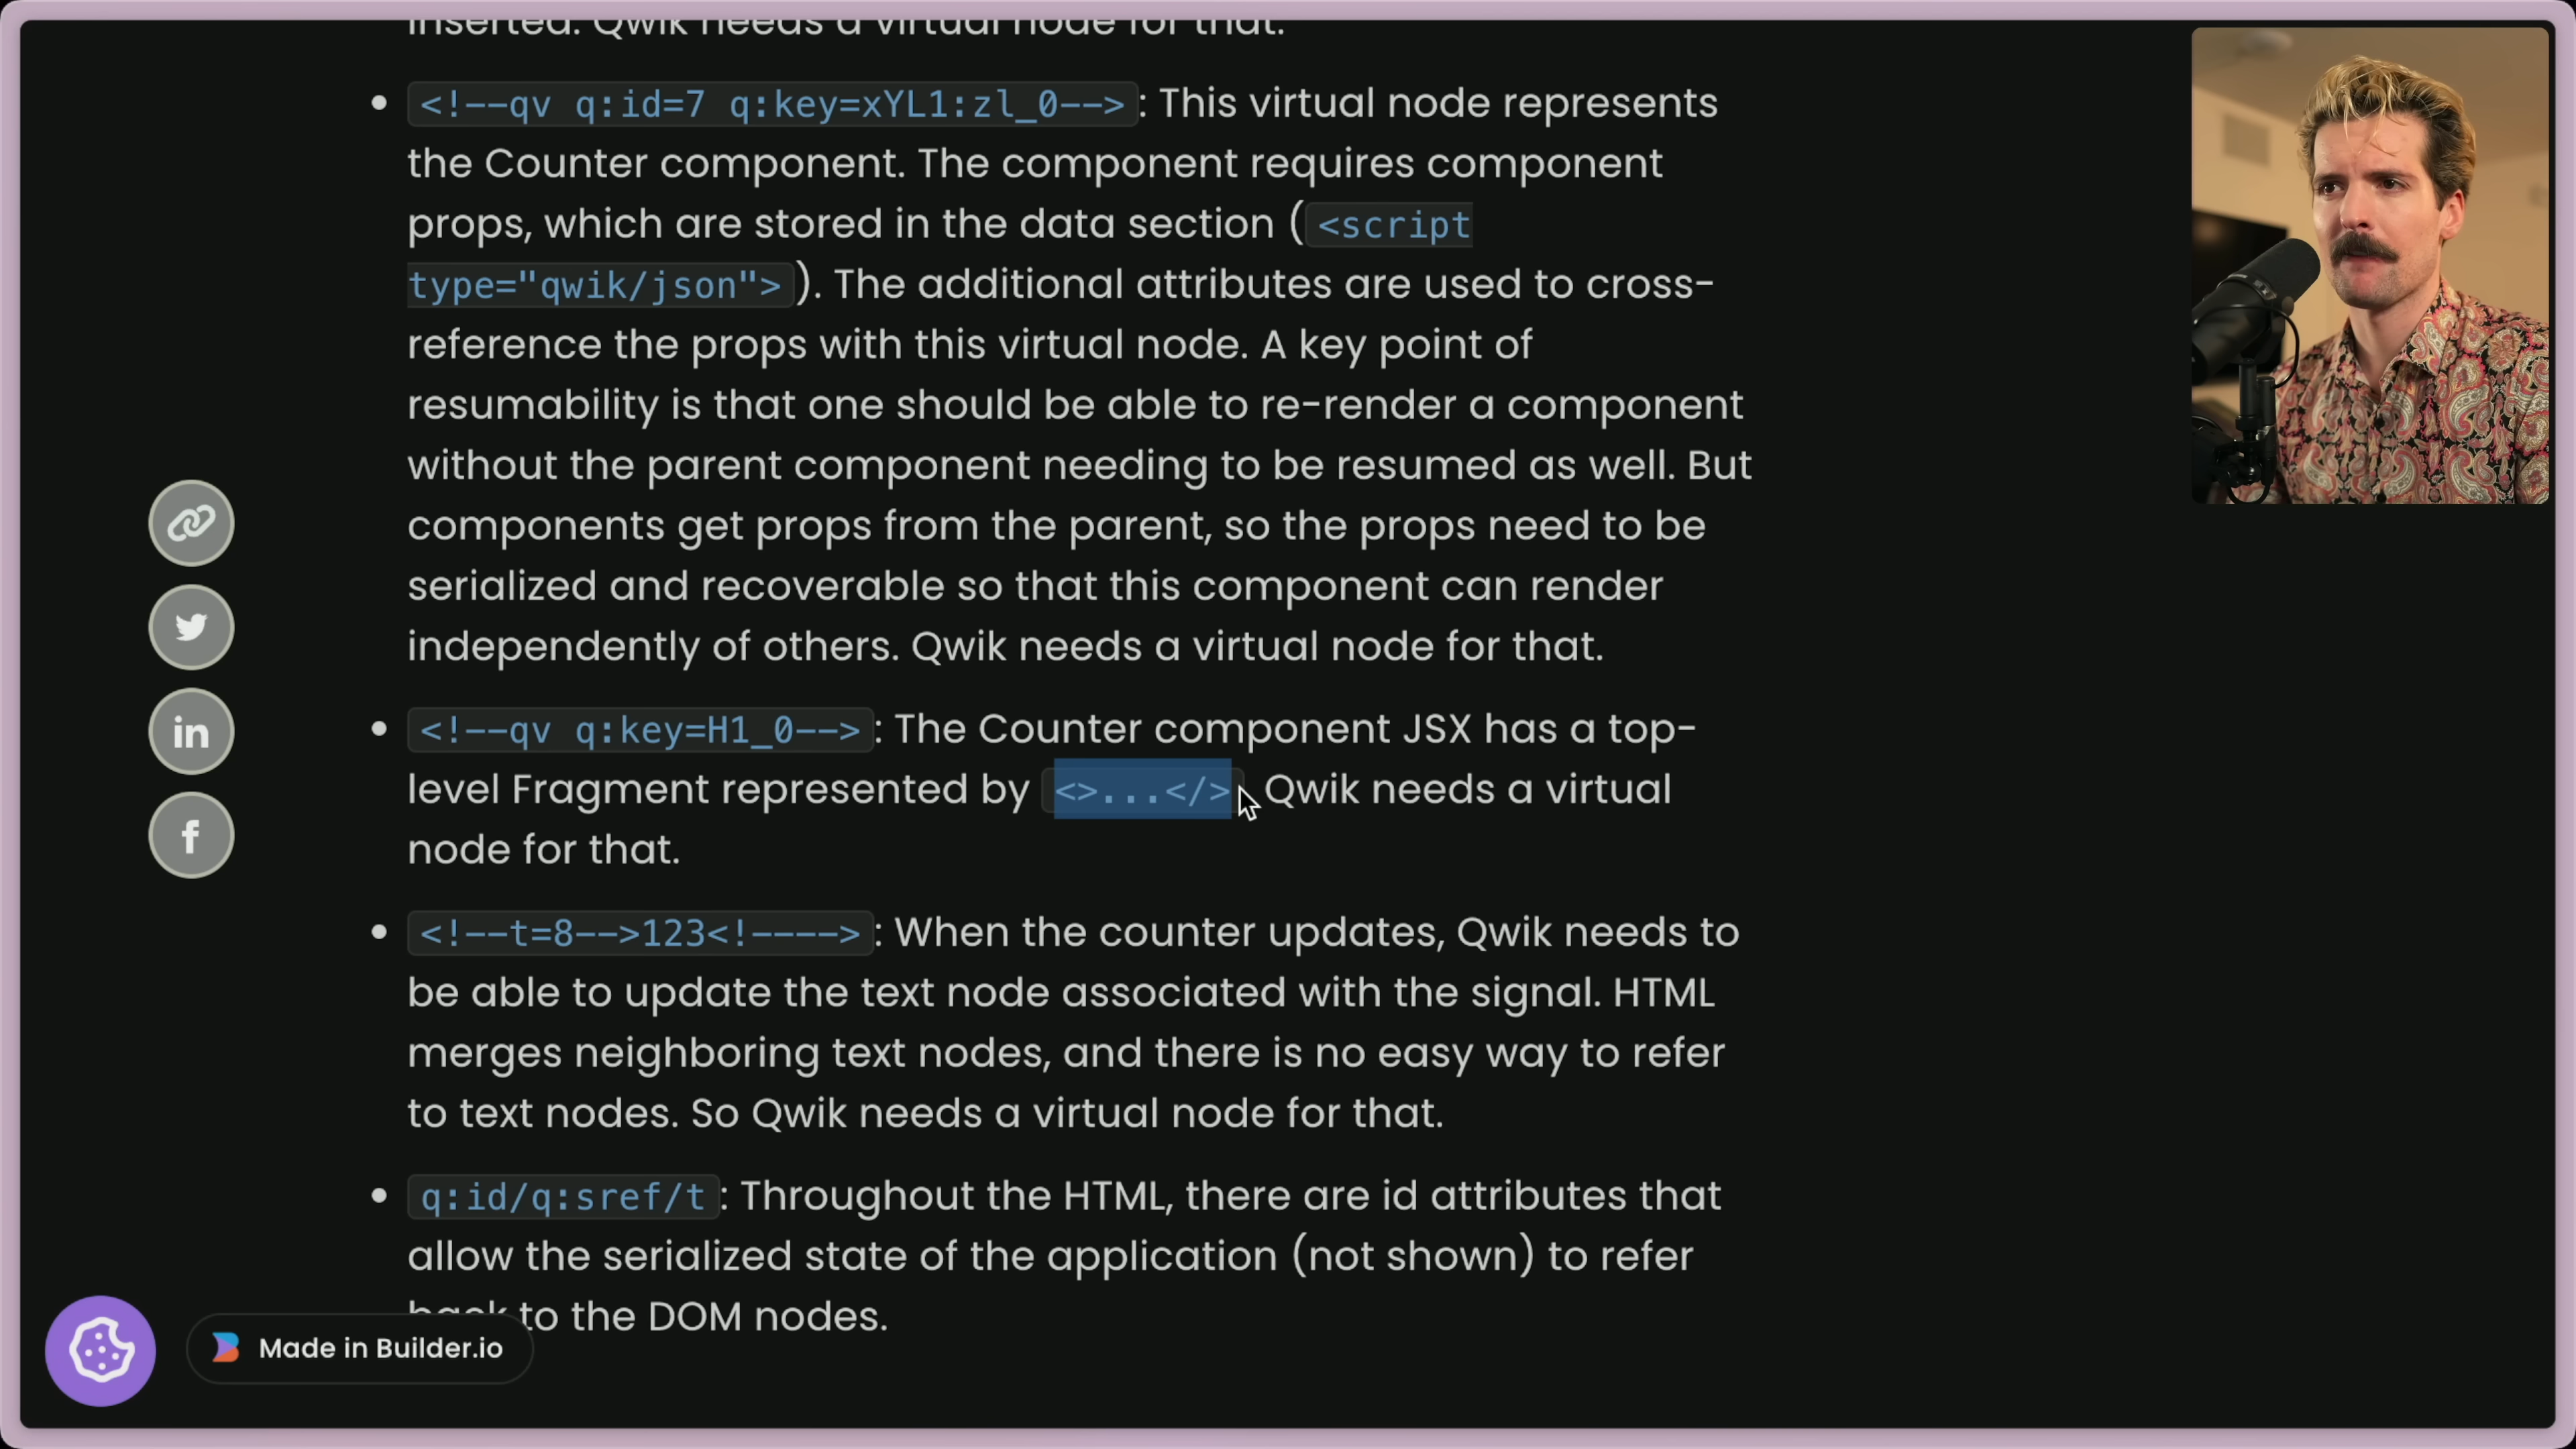 inserted. Qwik needs a virtual node for that.
<!--qv q:id=7 q:key=xYL1:zl_0-->: This virtual node represents
the Counter component. The component requires component
props, which are stored in the data section (<script
type="qwik/json">). The additional attributes are used to cross-
reference the props with this virtual node. A key point of
resumability is that one should be able to re-render a component
without the parent component needing to be resumed as well. But
components get props from the parent, so the props need to be
serialized and recoverable so that this component can render
independently of others. Qwik needs a virtual node for that.
<!--qv q:key=H1_0-->: The Counter component JSX has a top-
level Fragment represented by <>...</> Qwik needs a virtual
node for that.
<!--t=8-->123<!---->: When the counter updates, Qwik needs to
be able to update the text node associated with the signal. HTML
merges neighboring text nodes, and there is no easy way to refer
to text nodes. So Qwik needs a virtual node for that.
q:id/q:sref/t: Throughout the HTML, there are id attributes that
allow the serialized state of the application (not shown) to refer
back to the DOM nodes.
in
f
Made in Builder.io